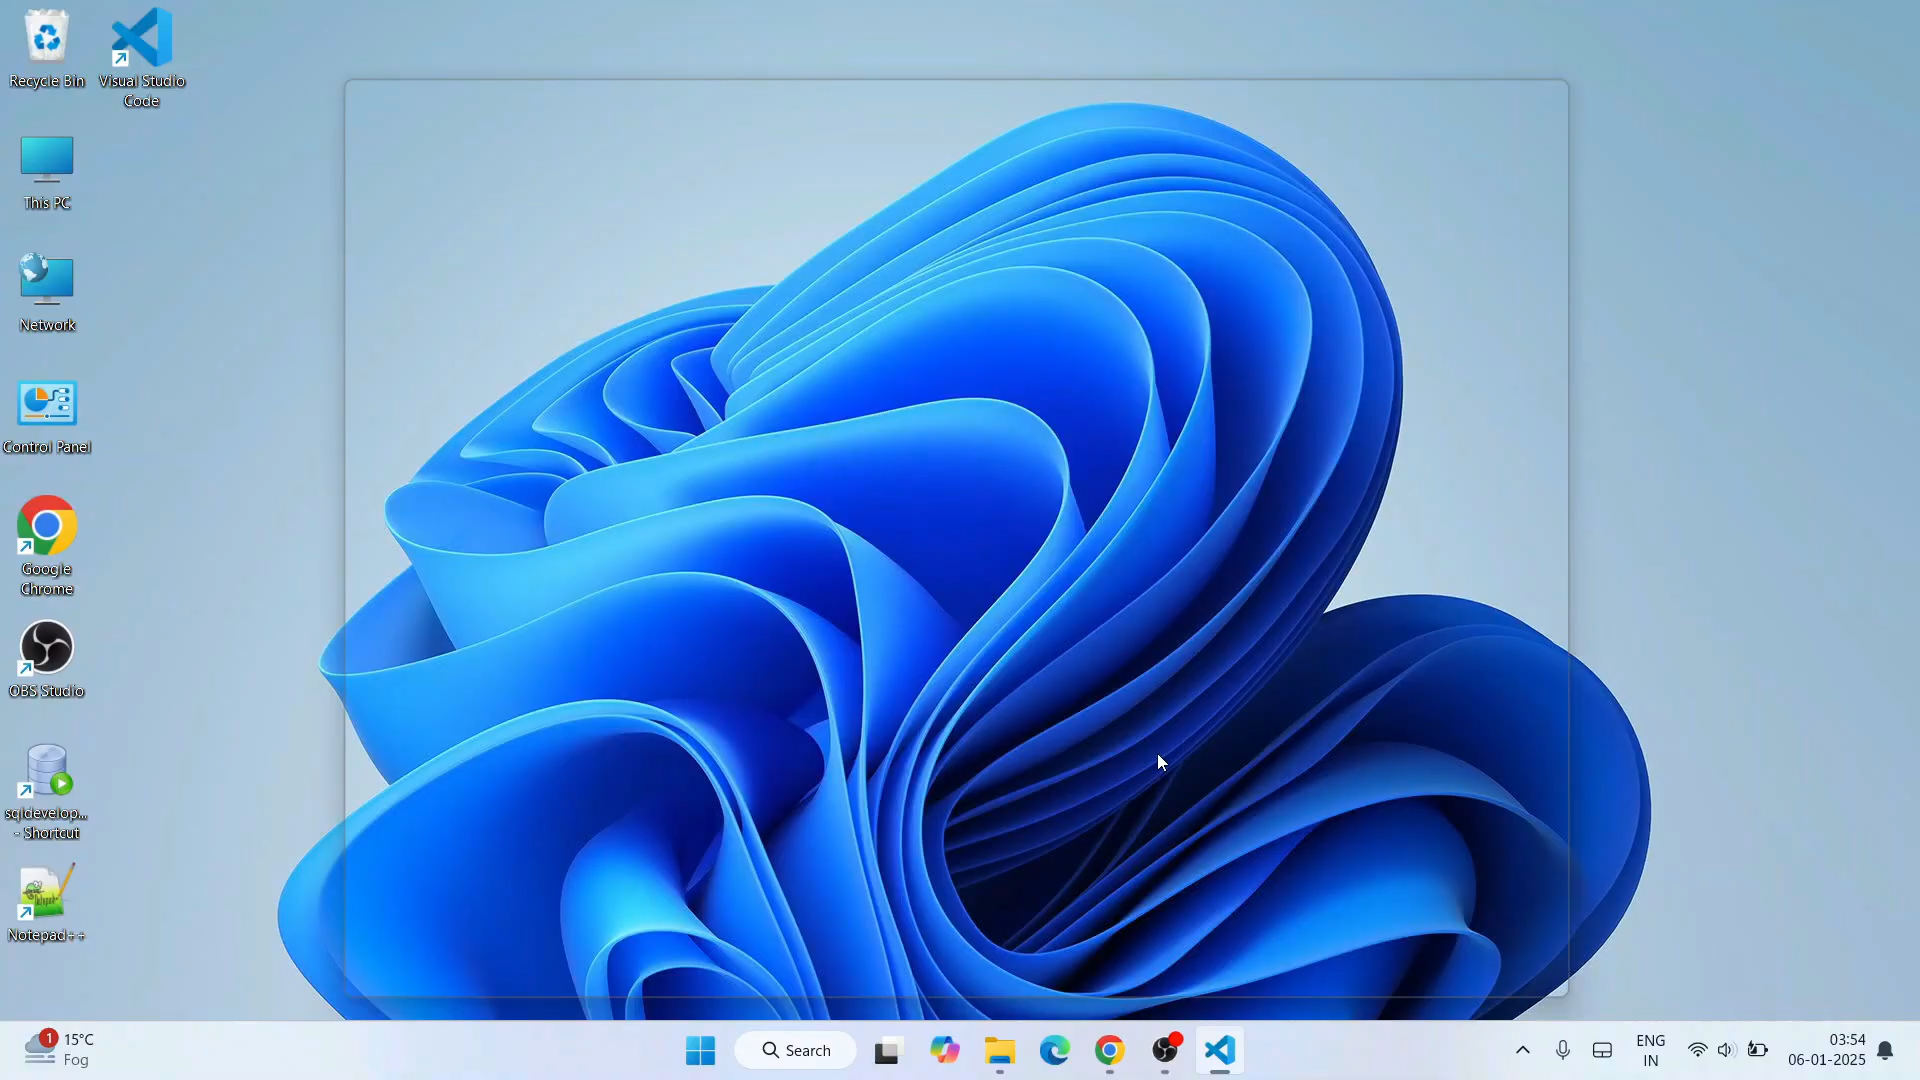 Recycle Bin
Visual Studio
Code
This PC
Network
Control Panel
Google
Chrome
OBS Studio
sqldevelop...
- Shortcut
Notepad++
1
15°C
Fog
Search
ENG
IN
03:54
06-01-2025